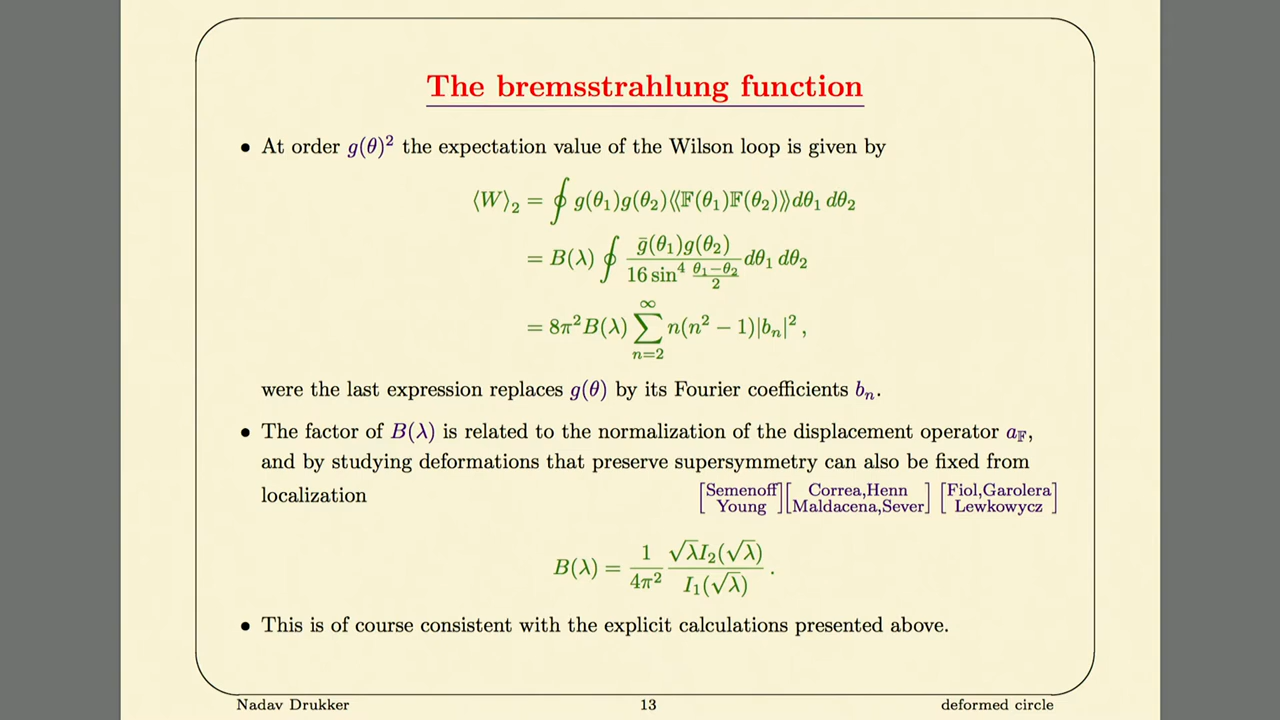 The bremsstrahlung function
• At order g(θ)² the expectation value of the Wilson loop is given by
⟨W⟩₂ = ∮ g(θ₁)g(θ₂)⟨⟨𝔽(θ₁)𝔽(θ₂)⟩⟩dθ₁ dθ₂
= B(λ) ∮ ḡ(θ₁)g(θ₂) / 16 sin⁴ (θ₁−θ₂)/2 dθ₁ dθ₂
= 8π²B(λ) ∑_{n=2}^{∞} n(n² − 1)|bₙ|² ,
were the last expression replaces g(θ) by its Fourier coefficients bₙ.
• The factor of B(λ) is related to the normalization of the displacement operator a_𝔽,
and by studying deformations that preserve supersymmetry can also be fixed from
localization [Semenoff Young] [Correa,Henn Maldacena,Sever] [Fiol,Garolera Lewkowycz]
B(λ) = 1/4π² √λI₂(√λ) / I₁(√λ) .
• This is of course consistent with the explicit calculations presented above.
Nadav Drukker 13 deformed circle